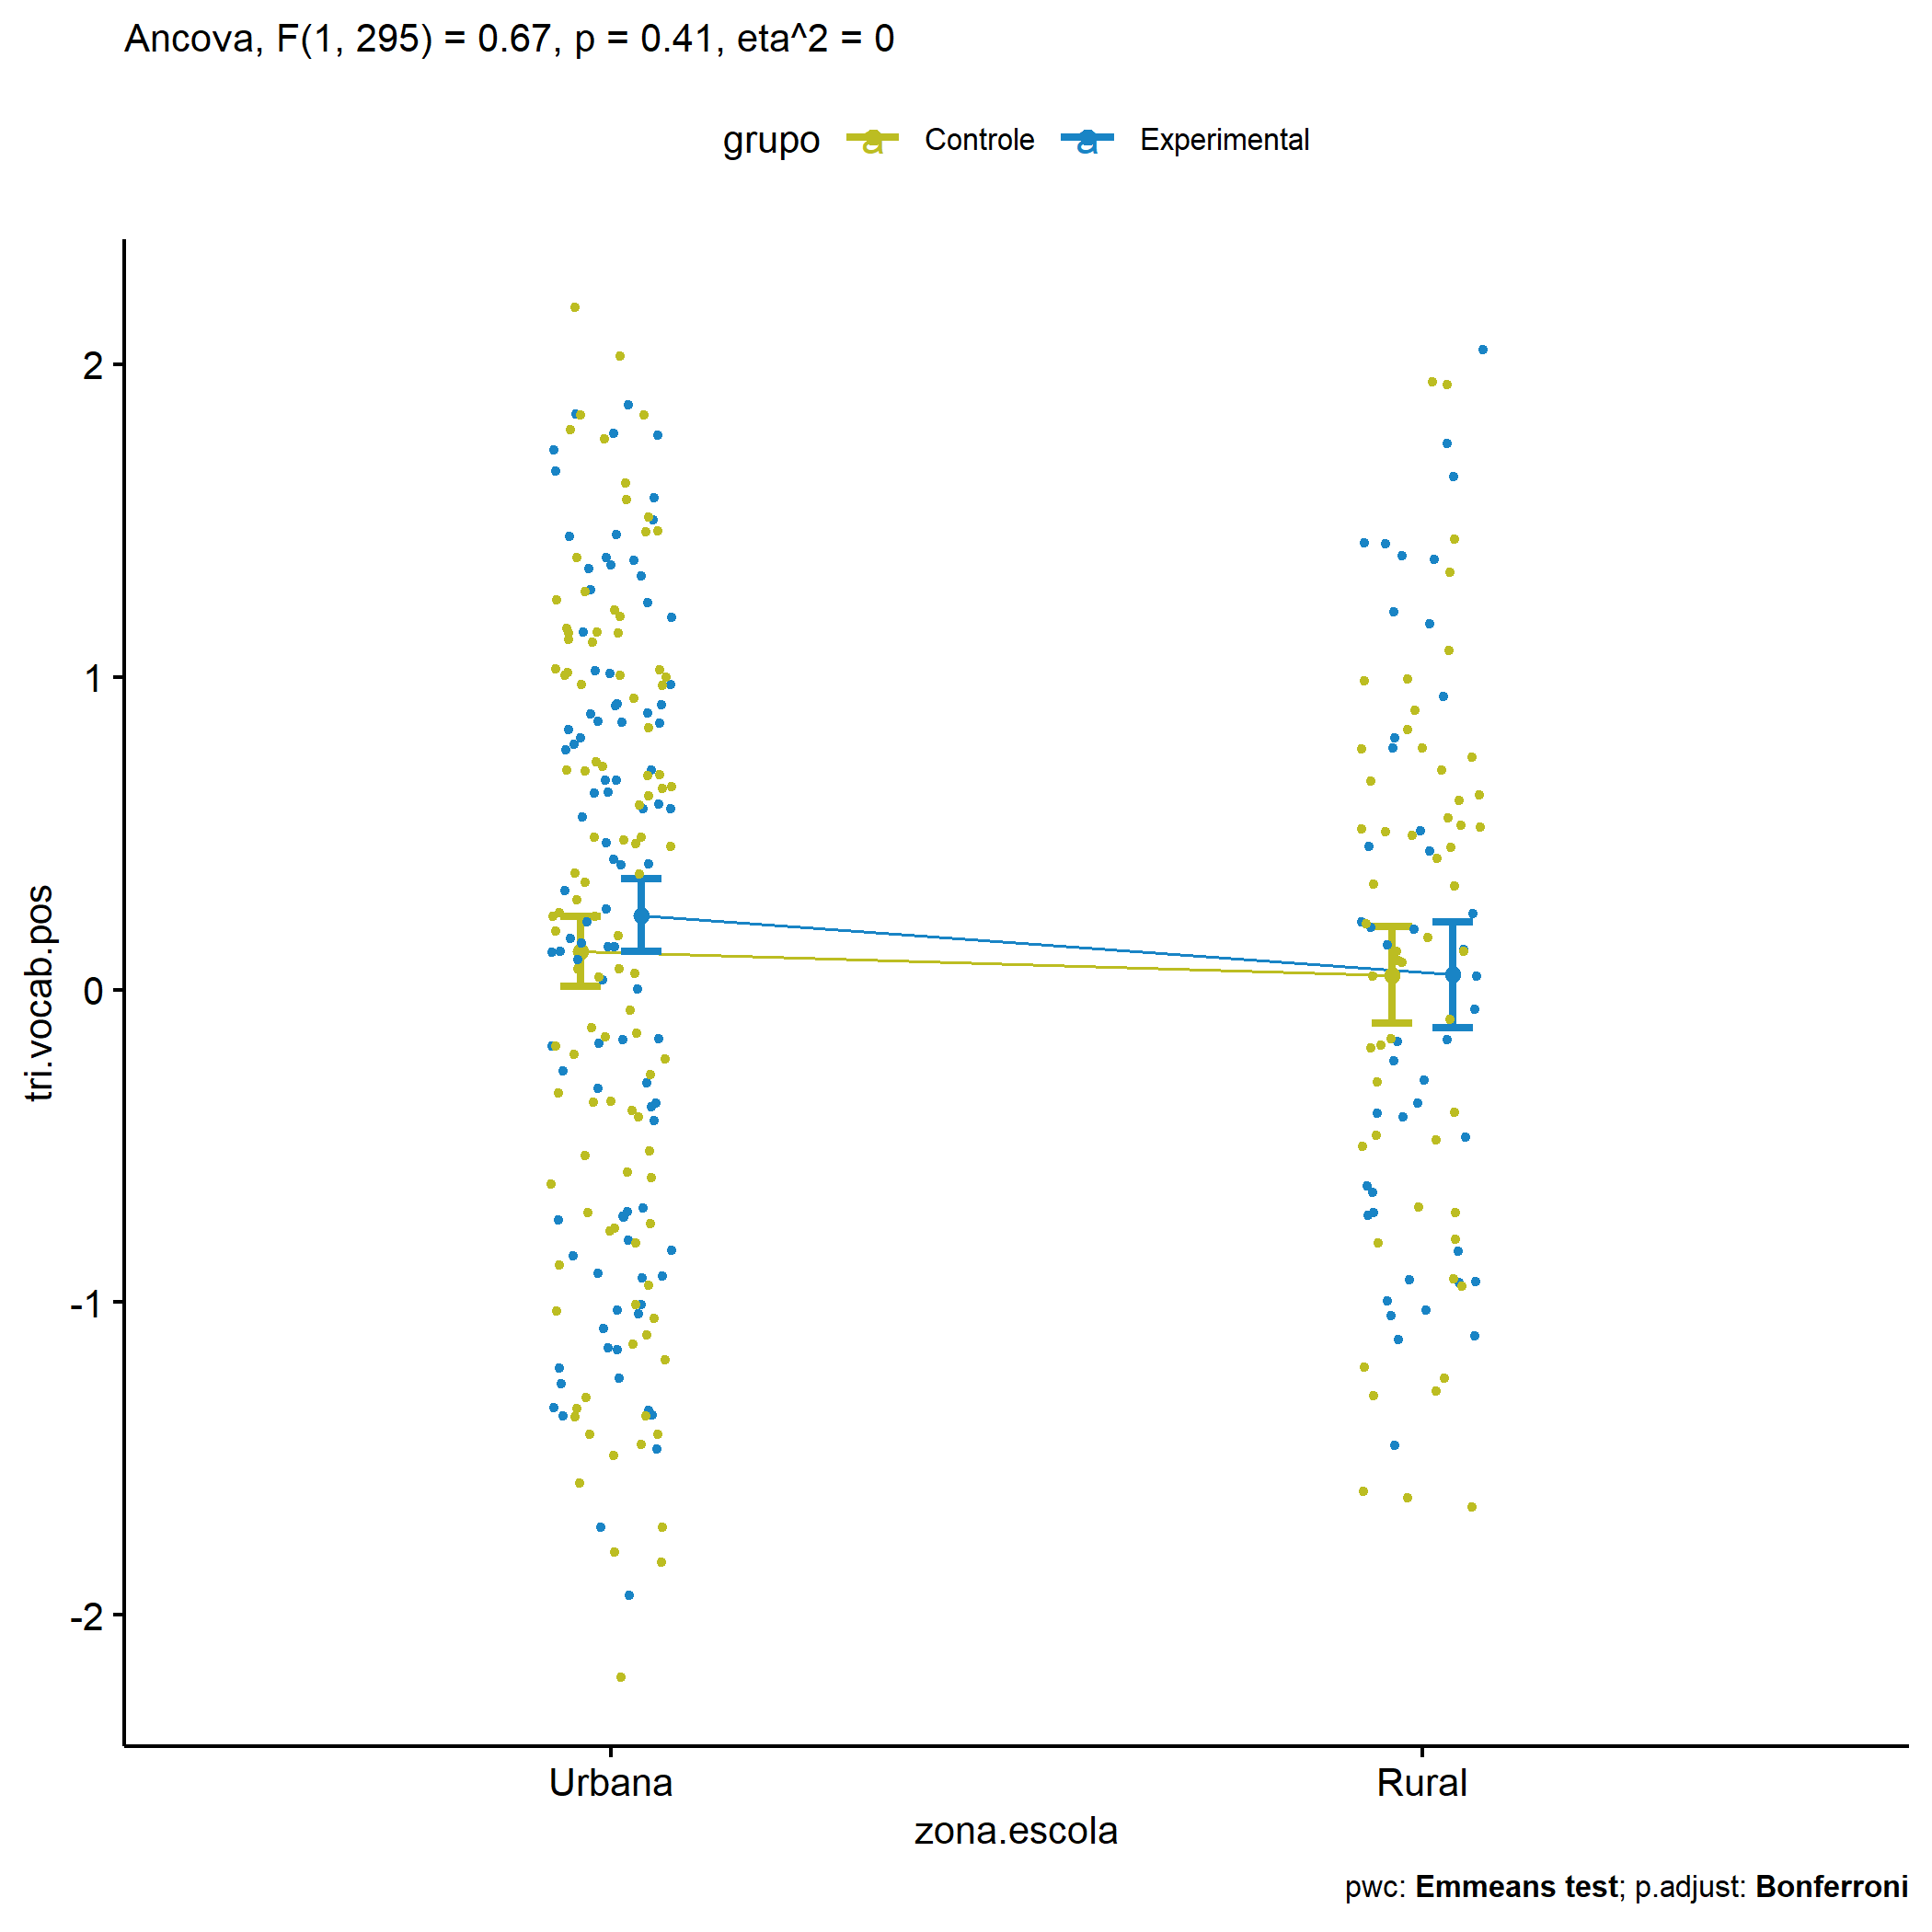 Ancova, F(1, 295) = 0.67, p = 0.41, eta^2 = 0
grupo a Controle a Experimental
tri.vocab.pos
2
1
0
-1
-2
Urbana Rural
zona.escola
pwc: Emmeans test; p.adjust: Bonferroni